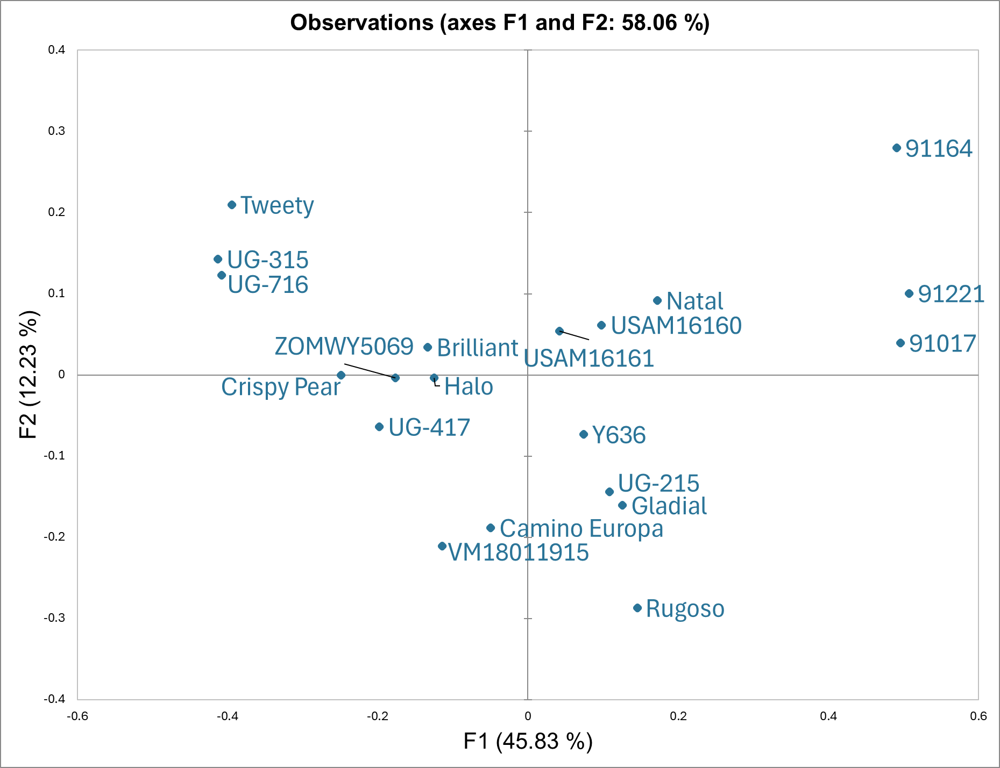 Observations (axes F1 and F2: 58.06 %)
0.4
0.3
91164
Tweety
0.2
UG-315
UG-716
0.1
Natal
91221
USAM16160
ZOMWY5069
Brilliant
USAM16161
91017
0
Crispy Pear
Halo
UG-417
Y636
-0.1
UG-215
Gladial
Camino Europa
-0.2
VM18011915
Rugoso
-0.3
-0.4
F2 (12.23 %)
-0.6
-0.4
-0.2
0
0.2
0.4
0.6
F1 (45.83 %)